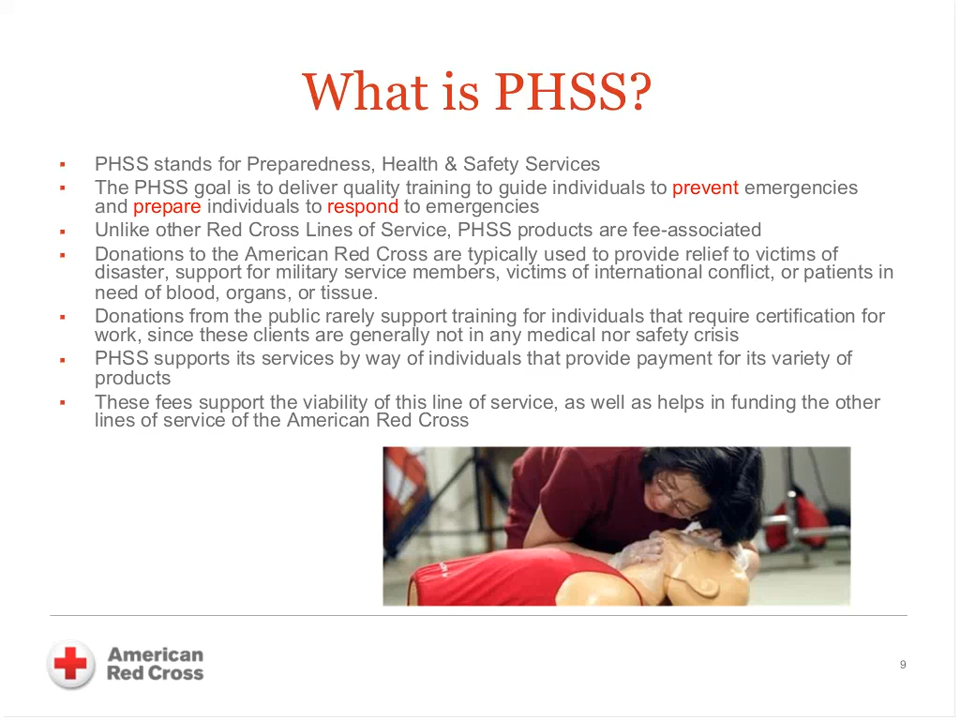 What is PHSS?
▪ PHSS stands for Preparedness, Health & Safety Services
▪ The PHSS goal is to deliver quality training to guide individuals to prevent emergencies
and prepare individuals to respond to emergencies
▪ Unlike other Red Cross Lines of Service, PHSS products are fee-associated
▪ Donations to the American Red Cross are typically used to provide relief to victims of
disaster, support for military service members, victims of international conflict, or patients in
need of blood, organs, or tissue.
▪ Donations from the public rarely support training for individuals that require certification for
work, since these clients are generally not in any medical nor safety crisis
▪ PHSS supports its services by way of individuals that provide payment for its variety of
products
▪ These fees support the viability of this line of service, as well as helps in funding the other
lines of service of the American Red Cross
American
Red Cross
9